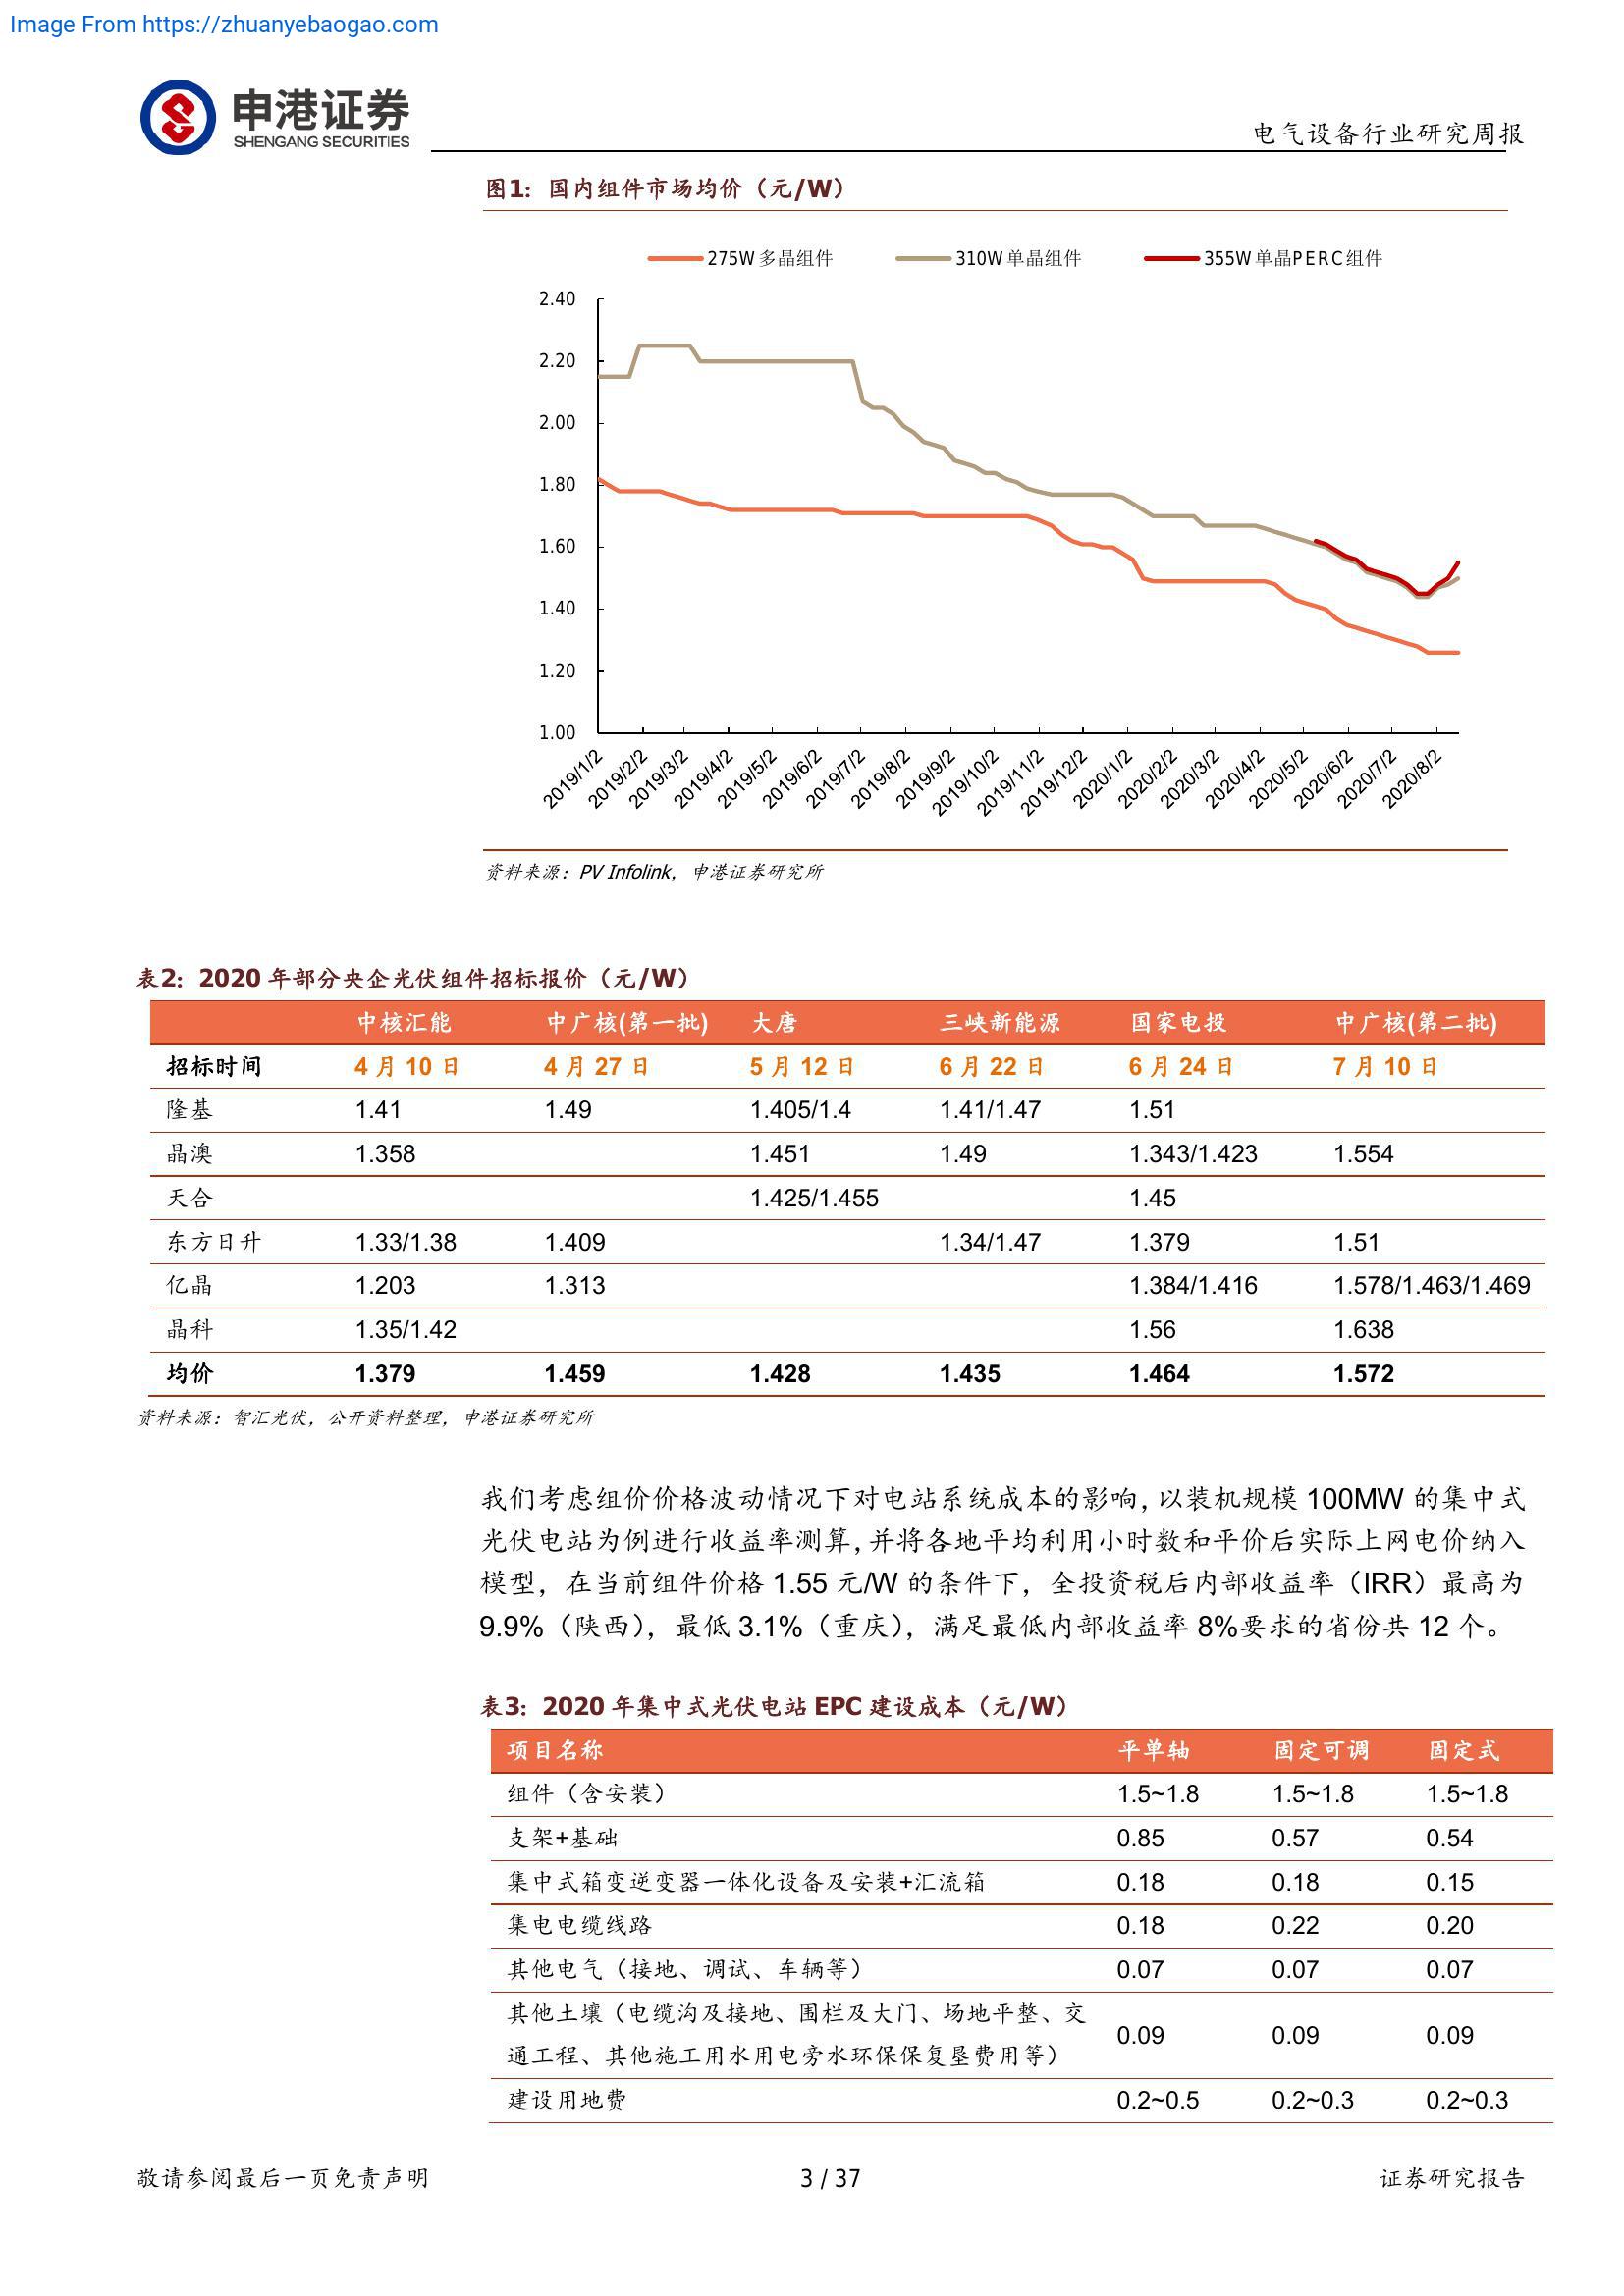 Image From https://zhuanyebaogao.com
申港证券
SHENGANG SECURITIES
电气设备行业研究周报
图1：国内组件市场均价（元/W）
275W多晶组件 310W单晶组件 355W单晶PERC组件
2.40
2.20
2.00
1.80
1.60
1.40
1.20
1.00
2019/1/2 2019/2/2 2019/3/2 2019/4/2 2019/5/2 2019/6/2 2019/7/2 2019/8/2 2019/9/2 2019/10/2 2019/11/2 2019/12/2 2020/1/2 2020/2/2 2020/3/2 2020/4/2 2020/5/2 2020/6/2 2020/7/2 2020/8/2
资料来源：PV Infolink，申港证券研究所
表2：2020 年部分央企光伏组件招标报价（元/W）
中核汇能 中广核(第一批) 大唐 三峡新能源 国家电投 中广核(第二批)
招标时间 4 月 10 日 4 月 27 日 5 月 12 日 6 月 22 日 6 月 24 日 7 月 10 日
隆基 1.41 1.49 1.405/1.4 1.41/1.47 1.51
晶澳 1.358 1.451 1.49 1.343/1.423 1.554
天合 1.425/1.455 1.45
东方日升 1.33/1.38 1.409 1.34/1.47 1.379 1.51
亿晶 1.203 1.313 1.384/1.416 1.578/1.463/1.469
晶科 1.35/1.42 1.56 1.638
均价 1.379 1.459 1.428 1.435 1.464 1.572
资料来源：智汇光伏，公开资料整理，申港证券研究所
我们考虑组价价格波动情况下对电站系统成本的影响，以装机规模 100MW 的集中式
光伏电站为例进行收益率测算，并将各地平均利用小时数和平价后实际上网电价纳入
模型，在当前组件价格 1.55 元/W 的条件下，全投资税后内部收益率（IRR）最高为
9.9%（陕西），最低 3.1%（重庆），满足最低内部收益率 8%要求的省份共 12 个。
表3：2020 年集中式光伏电站 EPC 建设成本（元/W）
项目名称 平单轴 固定可调 固定式
组件（含安装） 1.5~1.8 1.5~1.8 1.5~1.8
支架+基础 0.85 0.57 0.54
集中式箱变逆变器一体化设备及安装+汇流箱 0.18 0.18 0.15
集电电缆线路 0.18 0.22 0.20
其他电气（接地、调试、车辆等） 0.07 0.07 0.07
其他土壤（电缆沟及接地、围栏及大门、场地平整、交
通工程、其他施工用水用电旁水环保保复垦费用等） 0.09 0.09 0.09
建设用地费 0.2~0.5 0.2~0.3 0.2~0.3
敬请参阅最后一页免责声明 3 / 37 证券研究报告